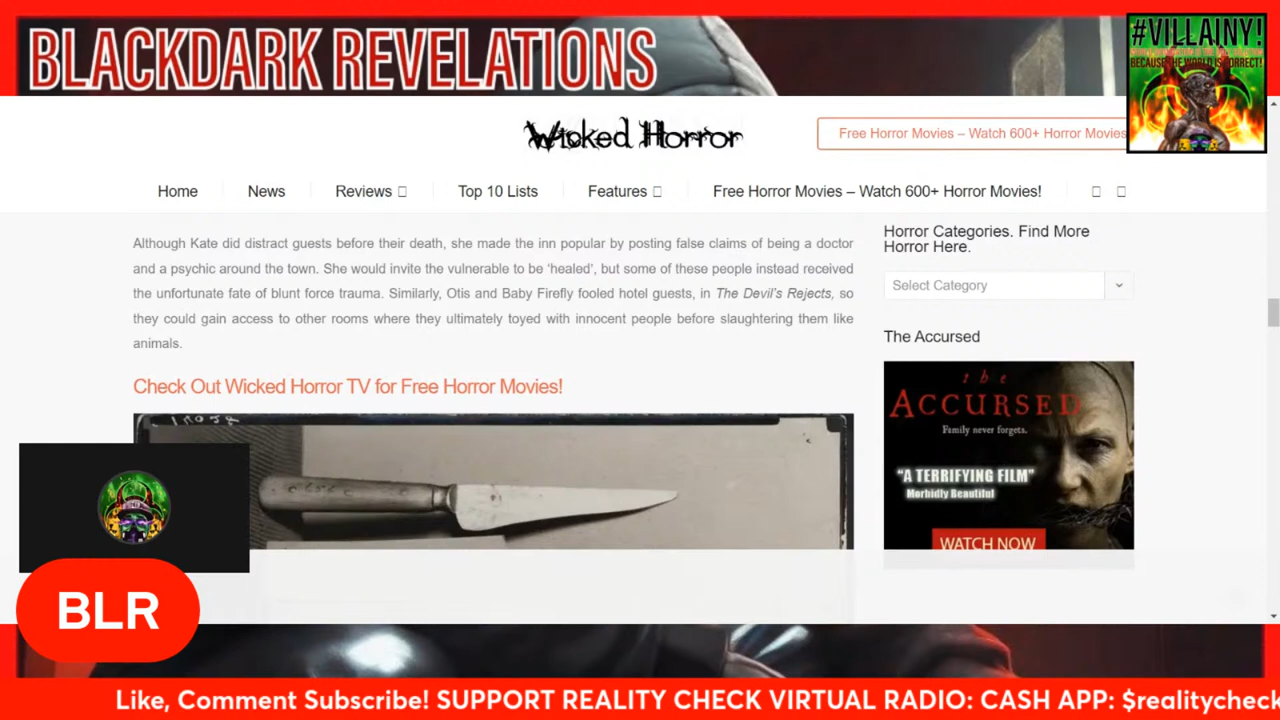 BLACKDARK REVELATIONS
#VILLAINY!
BECAUSE THE WORLD IS CORRECT!
Wicked Horror
Free Horror Movies – Watch 600+ Horror Movies
Home News Reviews Top 10 Lists Features Free Horror Movies – Watch 600+ Horror Movies!
Although Kate did distract guests before their death, she made the inn popular by posting false claims of being a doctor
and a psychic around the town. She would invite the vulnerable to be ‘healed’, but some of these people instead received
the unfortunate fate of blunt force trauma. Similarly, Otis and Baby Firefly fooled hotel guests, in The Devil’s Rejects, so
they could gain access to other rooms where they ultimately toyed with innocent people before slaughtering them like
animals.
Check Out Wicked Horror TV for Free Horror Movies!
Horror Categories. Find More
Horror Here.
Select Category
The Accursed
the
ACCURSED
Family never forgets.
“A TERRIFYING FILM”
Morbidly Beautiful
WATCH NOW
BLR
Like, Comment Subscribe! SUPPORT REALITY CHECK VIRTUAL RADIO: CASH APP: $realitycheck